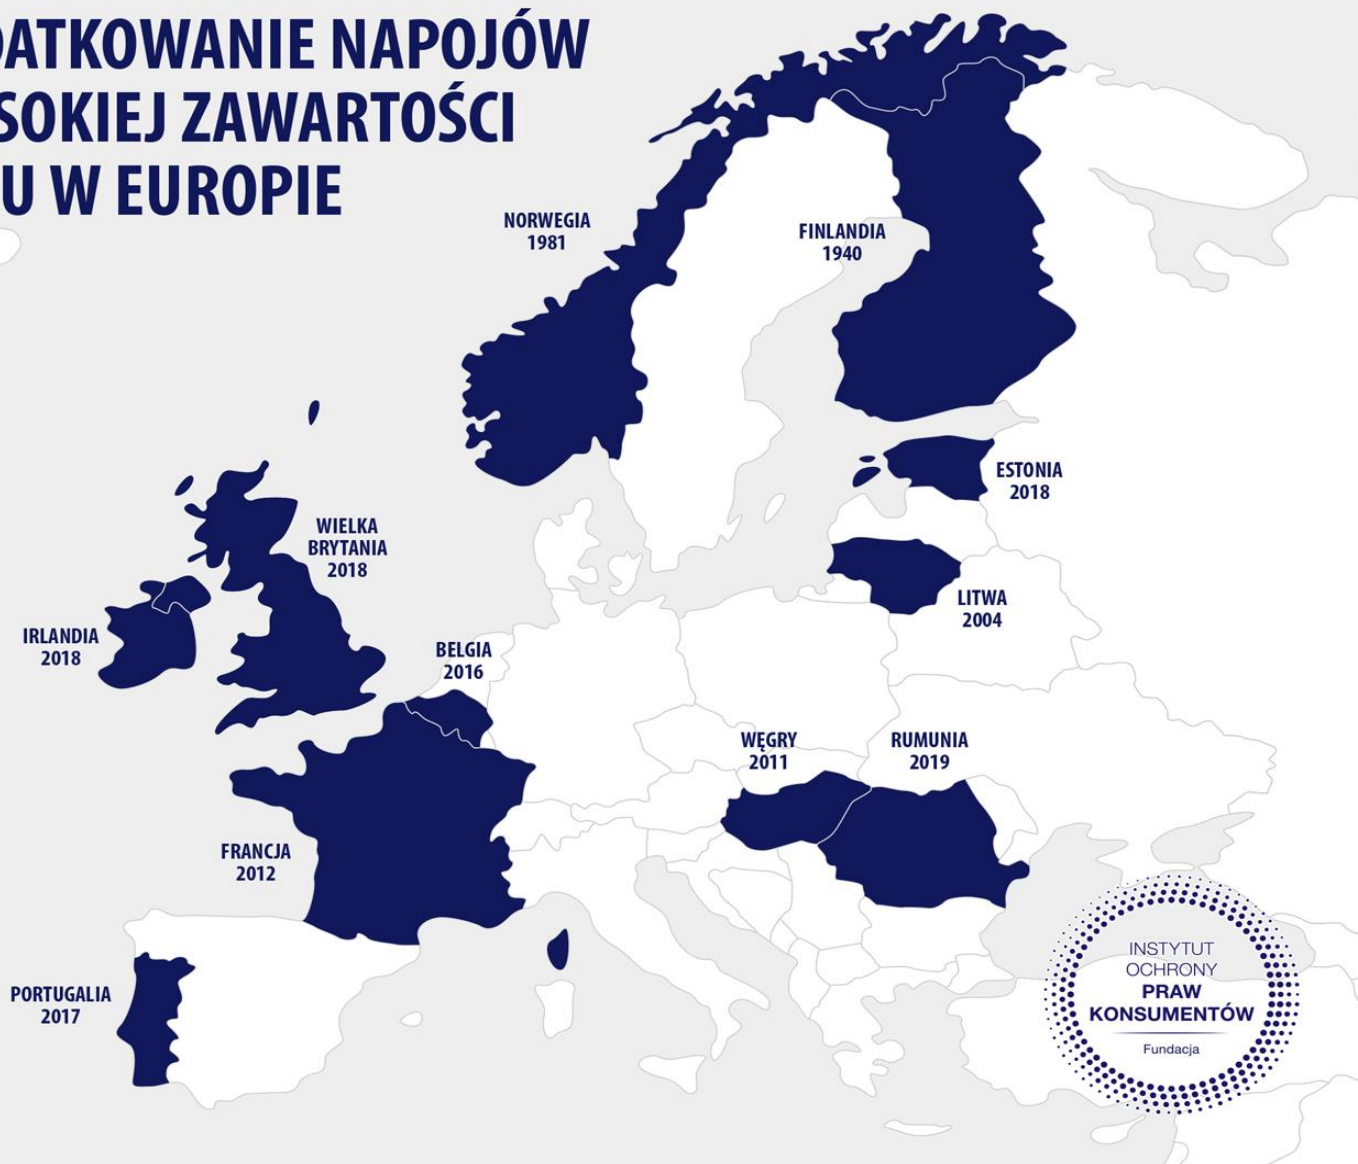 DATKOWANIE NAPOJÓW
SOKIEJ ZAWARTOŚCI
U W EUROPIE
NORWEGIA
1981
FINLANDIA
1940
ESTONIA
2018
WIELKA
BRYTANIA
2018
LITWA
2004
IRLANDIA
2018
BELGIA
2016
WĘGRY
2011
RUMUNIA
2019
FRANCJA
2012
PORTUGALIA
2017
INSTYTUT
OCHRONY
PRAW
KONSUMENTÓW
Fundacja